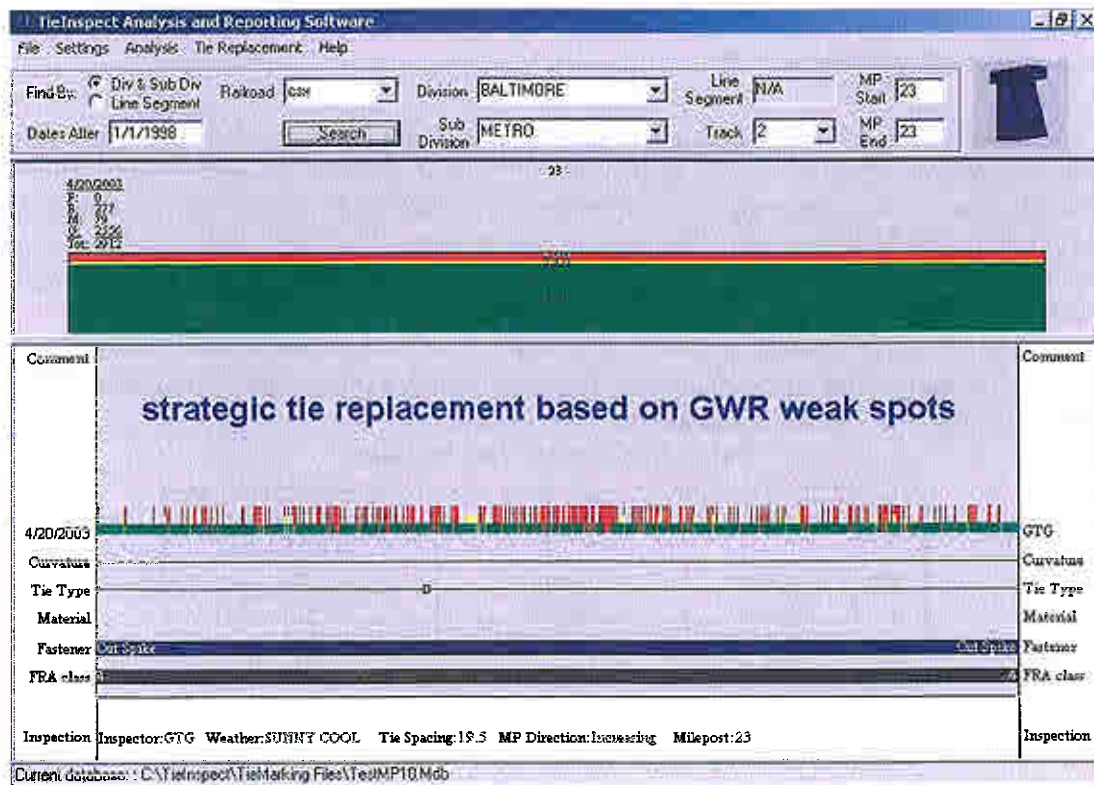 TieInspect Analysis and Reporting Software
File Settings Analysis Tie Replacement Help
Find By: Div & Sub Div Railroad CSX Division BALTIMORE Line Segment N/A MP Start 23
Line Segment
Dates After 1/1/1998 Search Sub Division METRO Track 2 MP End 23
23
4/20/2003
F: 0
M: 79
Tot: 2912
Comment Comment
strategic tie replacement based on GWR weak spots
4/20/2003 GTG
Curvature Curvature
Tie Type D Tie Type
Material Material
Fastener Cut Spike Cut Spike Fastener
FRA class FRA class
Inspection Inspector:GTG Weather:SUNNY COOL Tie Spacing:19.5 MP Direction:Increasing Milepost:23 Inspection
Current database: C:\TieInspect\TieMarking Files\TestMP10.Mdb